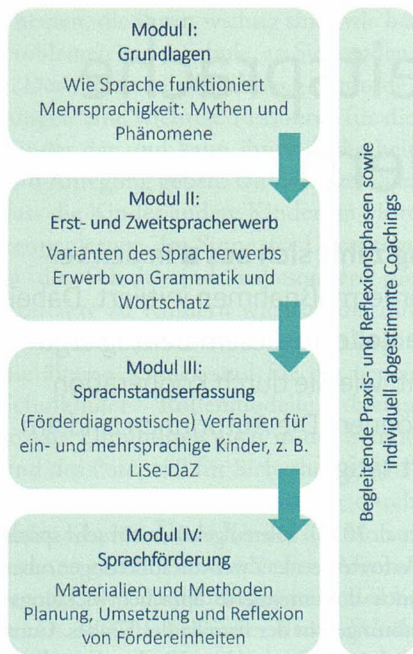 Modul I:
Grundlagen
Wie Sprache funktioniert
Mehrsprachigkeit: Mythen und
Phänomene
Modul II:
Erst- und Zweitspracherwerb
Varianten des Spracherwerbs
Erwerb von Grammatik und
Wortschatz
Modul III:
Sprachstandserfassung
(Förderdiagnostische) Verfahren für
ein- und mehrsprachige Kinder, z. B.
LiSe-DaZ
Modul IV:
Sprachförderung
Materialien und Methoden
Planung, Umsetzung und Reflexion
von Fördereinheiten
Begleitende Praxis- und Reflexionsphasen sowie
individuell abgestimmte Coachings